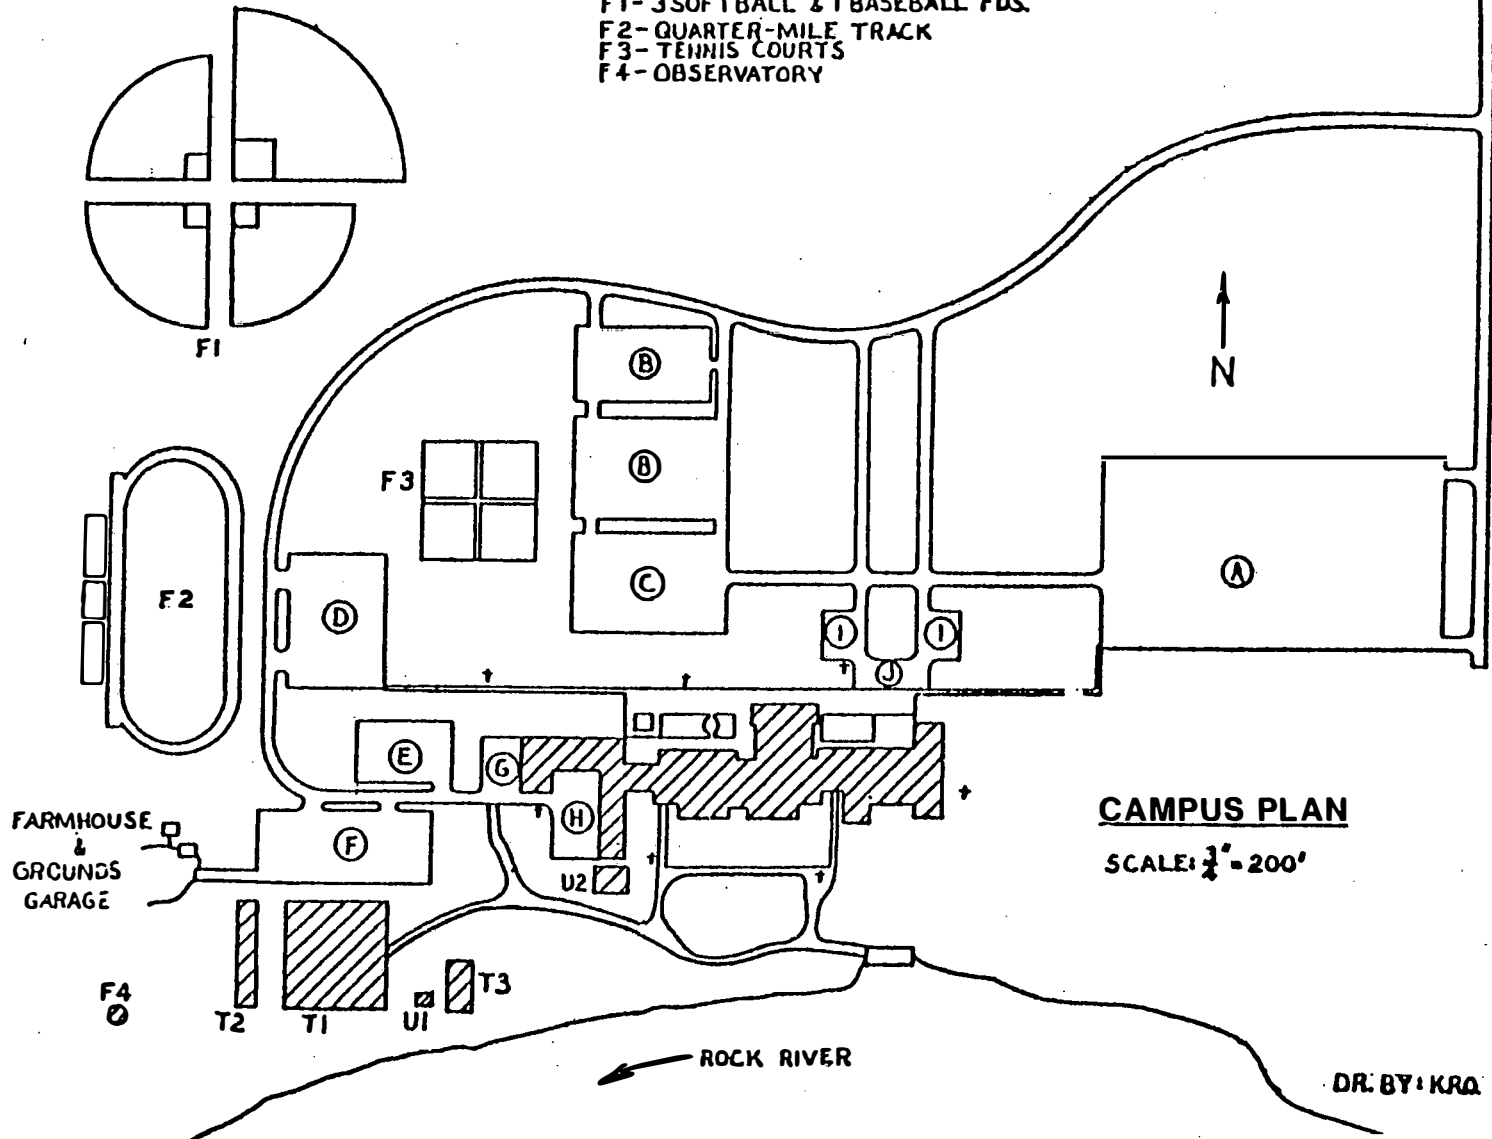 F1- 3 SOFTBALL & 1 BASEBALL FDS.
F2- QUARTER-MILE TRACK
F3- TENNIS COURTS
F4- OBSERVATORY
F1
B
N
F3
B
A
C
F2
D
I
I
J
E
G
H
CAMPUS PLAN
FARMHOUSE
&
GROUNDS
GARAGE
F
SCALE: 3/4" = 200'
U2
F4
T3
T2
T1
U1
ROCK RIVER
DR. BY: KRO